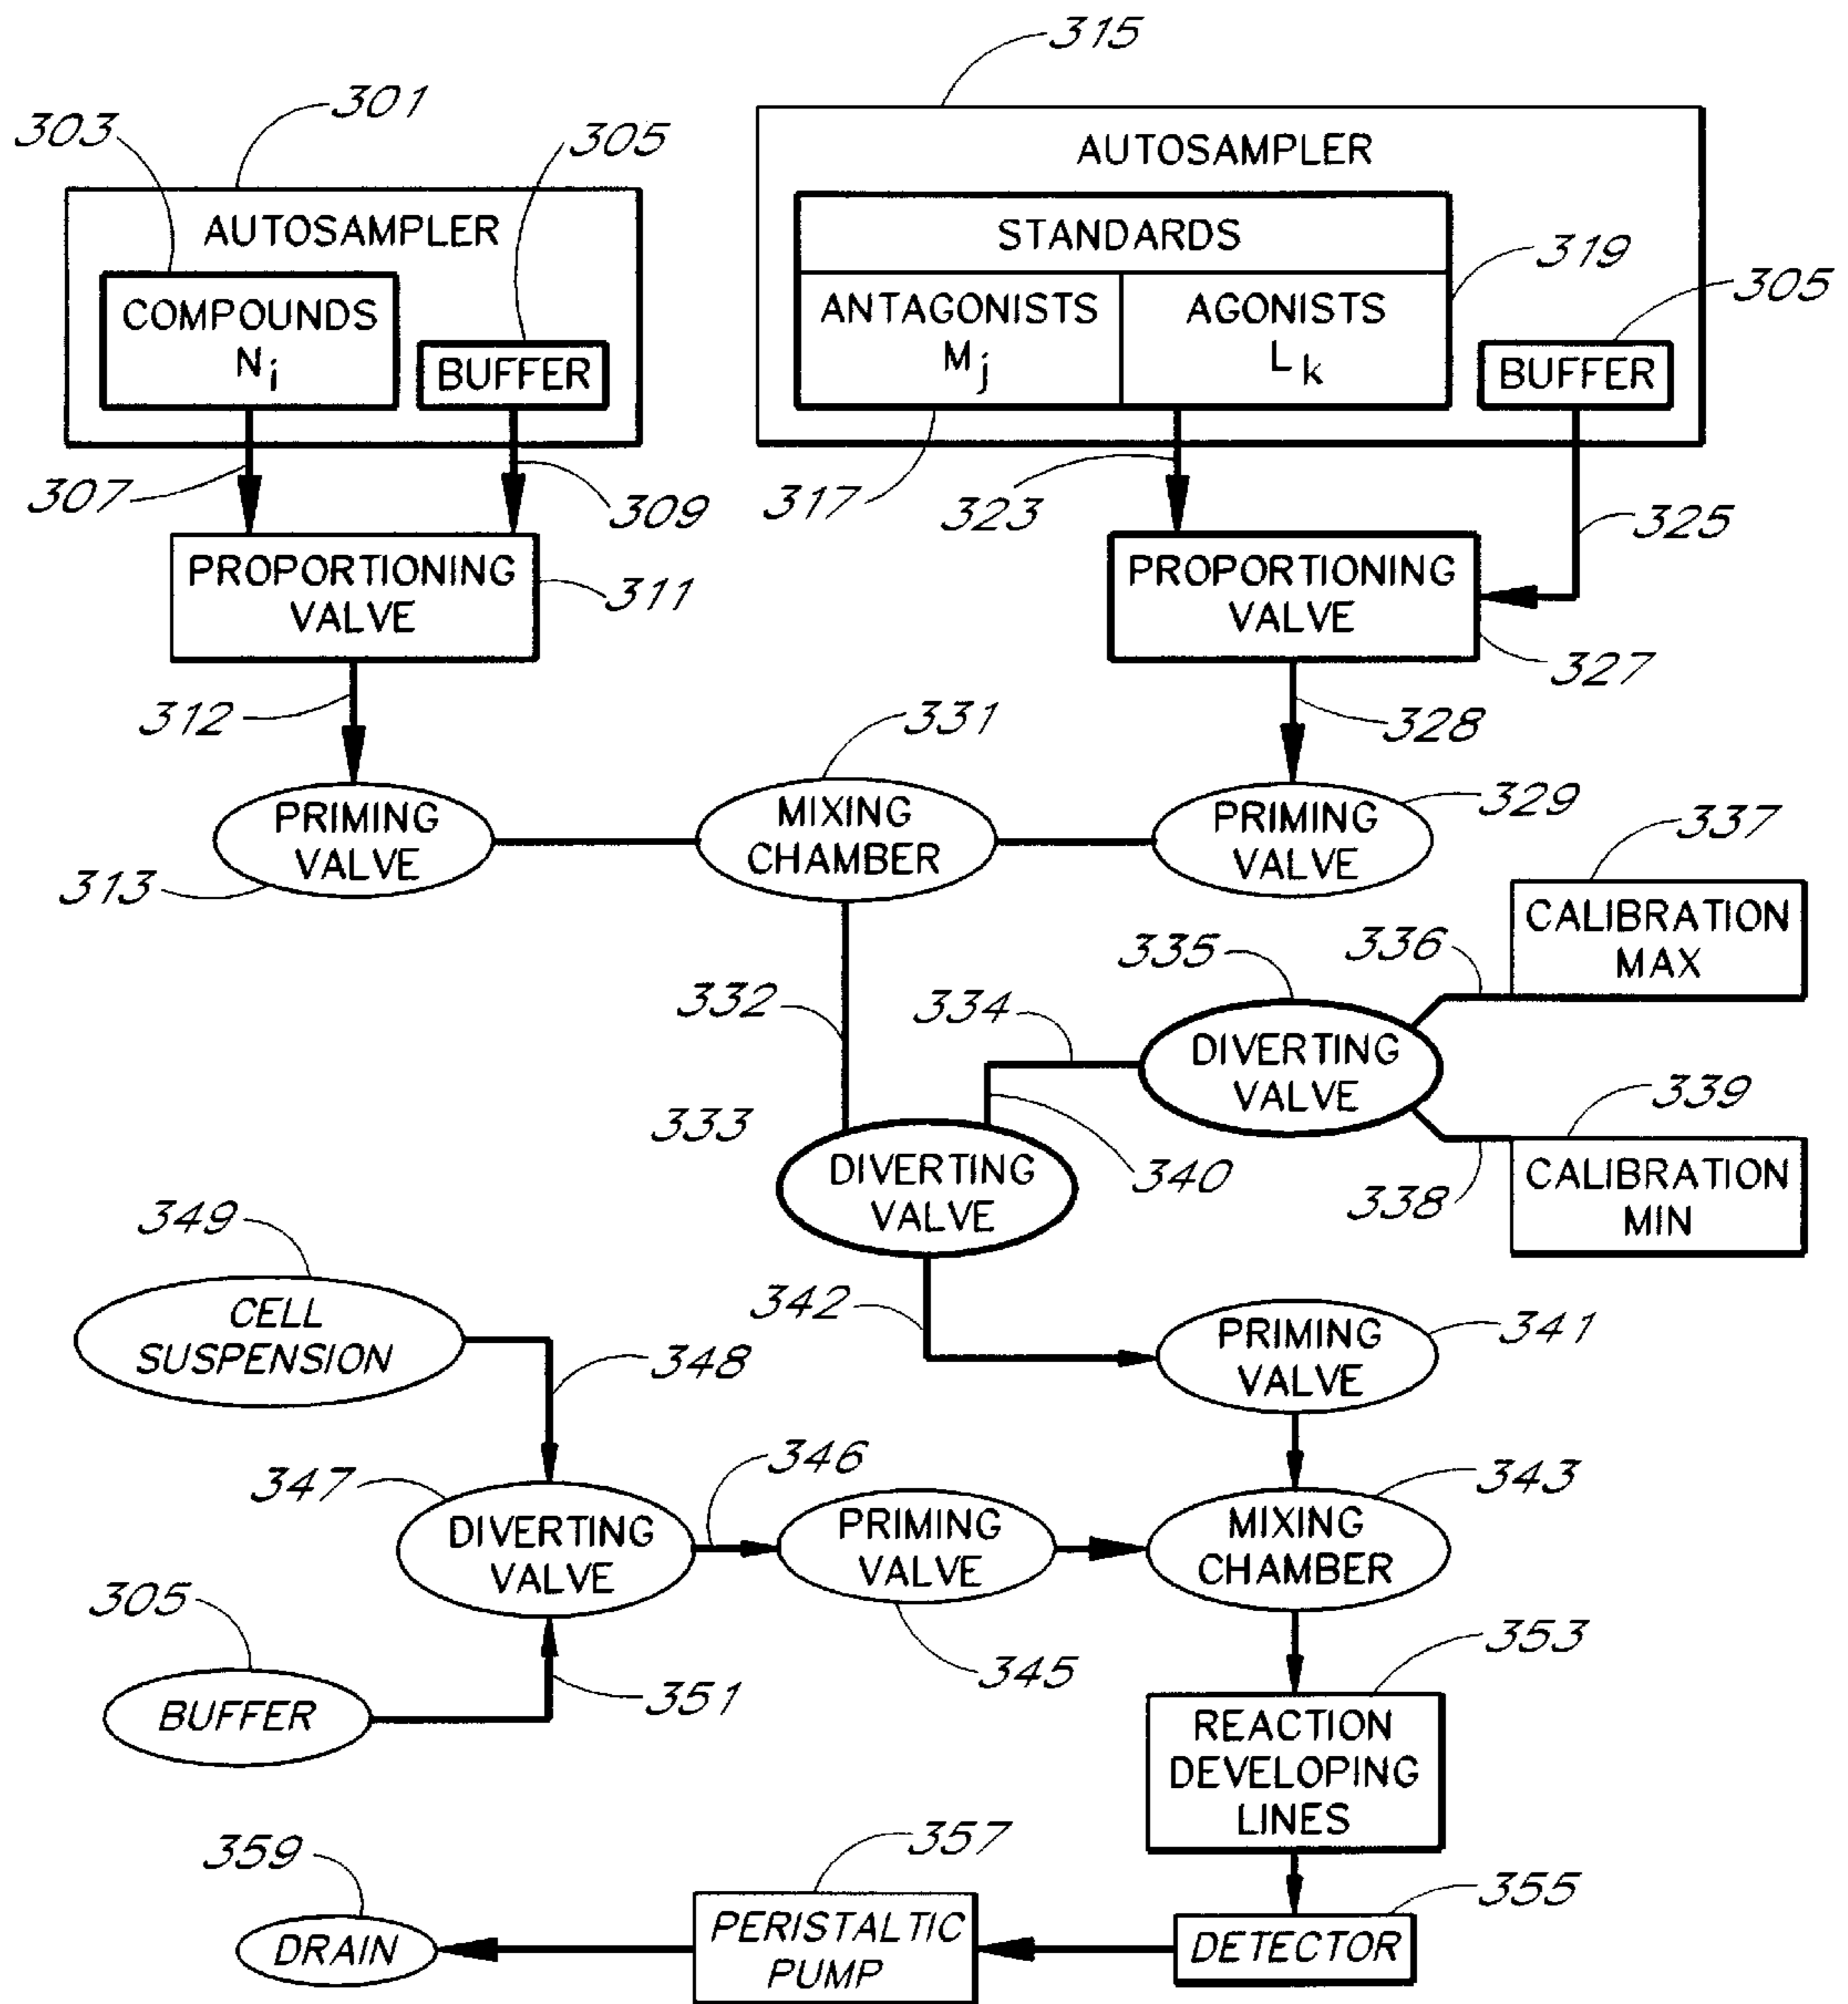 315
301
303
305
AUTOSAMPLER
AUTOSAMPLER
STANDARDS
319
COMPOUNDS
Ni
BUFFER
ANTAGONISTS
Mj
AGONISTS
Lk
305
BUFFER
307
309
317
323
325
PROPORTIONING
VALVE
311
PROPORTIONING
VALVE
327
312
331
328
PRIMING
VALVE
313
MIXING
CHAMBER
PRIMING
VALVE
329
337
CALIBRATION
MAX
336
335
334
332
DIVERTING
VALVE
339
333
340
338
CALIBRATION
MIN
DIVERTING
VALVE
349
CELL
SUSPENSION
348
342
PRIMING
VALVE
341
347
346
343
DIVERTING
VALVE
PRIMING
VALVE
MIXING
CHAMBER
305
BUFFER
351
345
353
REACTION
DEVELOPING
LINES
359
357
355
DRAIN
PERISTALTIC
PUMP
DETECTOR